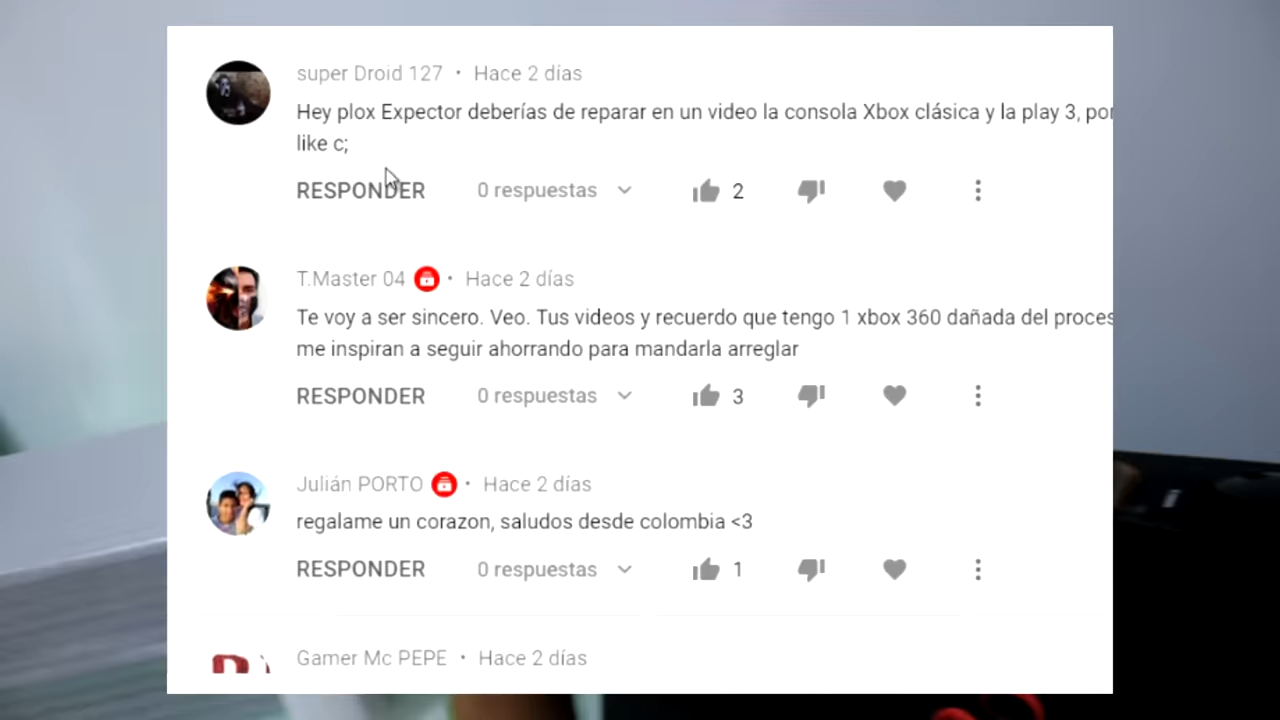 super Droid 127 • Hace 2 días
Hey plox Expector deberías de reparar en un video la consola Xbox clásica y la play 3, por
like c;
RESPONDER 0 respuestas 2
T.Master 04 • Hace 2 días
Te voy a ser sincero. Veo. Tus videos y recuerdo que tengo 1 xbox 360 dañada del proces
me inspiran a seguir ahorrando para mandarla arreglar
RESPONDER 0 respuestas 3
Julián PORTO • Hace 2 días
regalame un corazon, saludos desde colombia <3
RESPONDER 0 respuestas 1
Gamer Mc PEPE • Hace 2 días